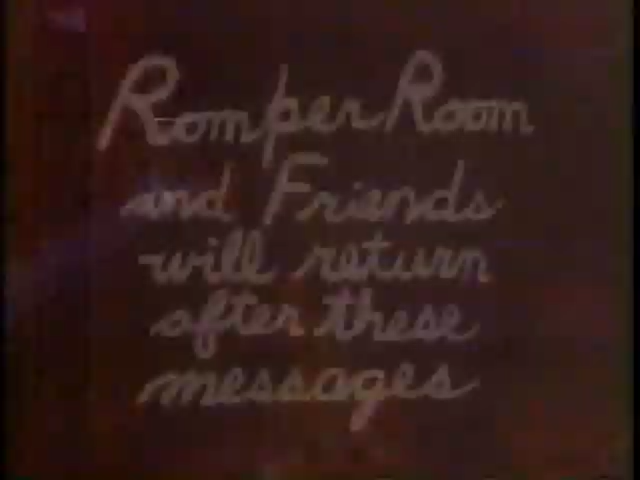 Romper Room
and Friends
will return
after these
messages